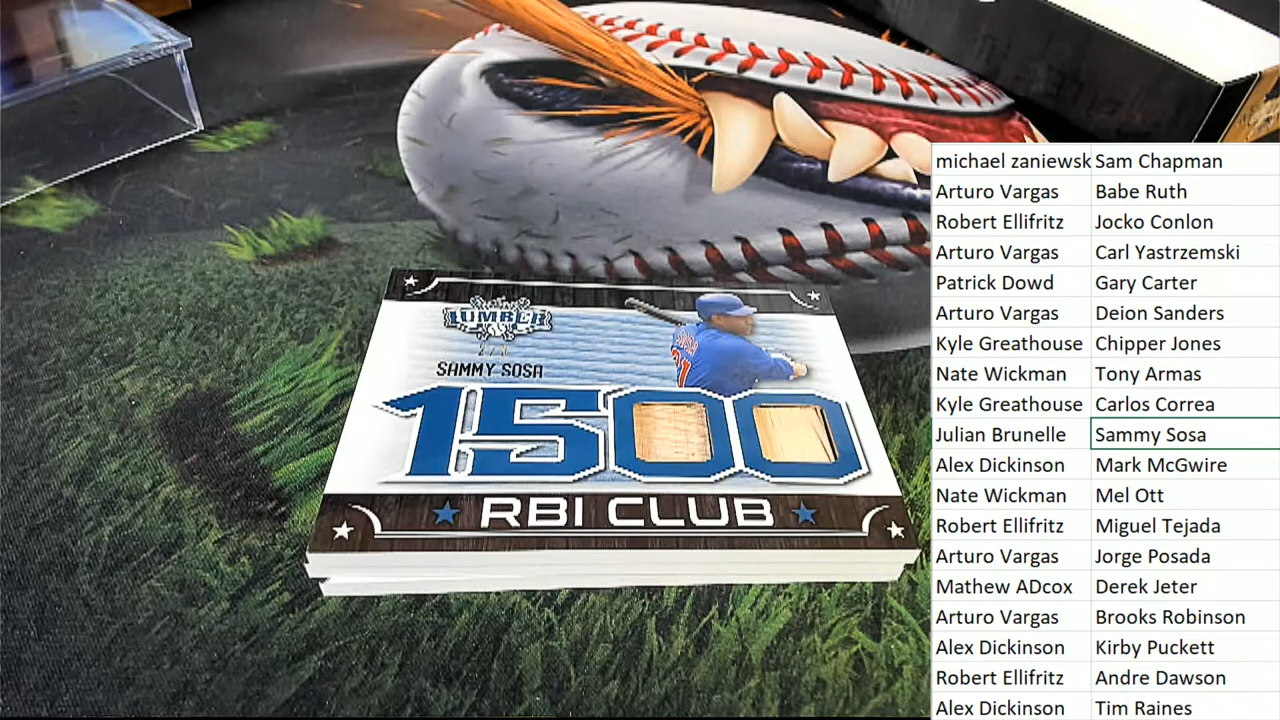 LUMBER
SAMMY SOSA
1500
RBI CLUB
SOSA
21
michael zaniewsk Sam Chapman
Arturo Vargas Babe Ruth
Robert Ellifritz Jocko Conlon
Arturo Vargas Carl Yastrzemski
Patrick Dowd Gary Carter
Arturo Vargas Deion Sanders
Kyle Greathouse Chipper Jones
Nate Wickman Tony Armas
Kyle Greathouse Carlos Correa
Julian Brunelle Sammy Sosa
Alex Dickinson Mark McGwire
Nate Wickman Mel Ott
Robert Ellifritz Miguel Tejada
Arturo Vargas Jorge Posada
Mathew ADcox Derek Jeter
Arturo Vargas Brooks Robinson
Alex Dickinson Kirby Puckett
Robert Ellifritz Andre Dawson
Alex Dickinson Tim Raines